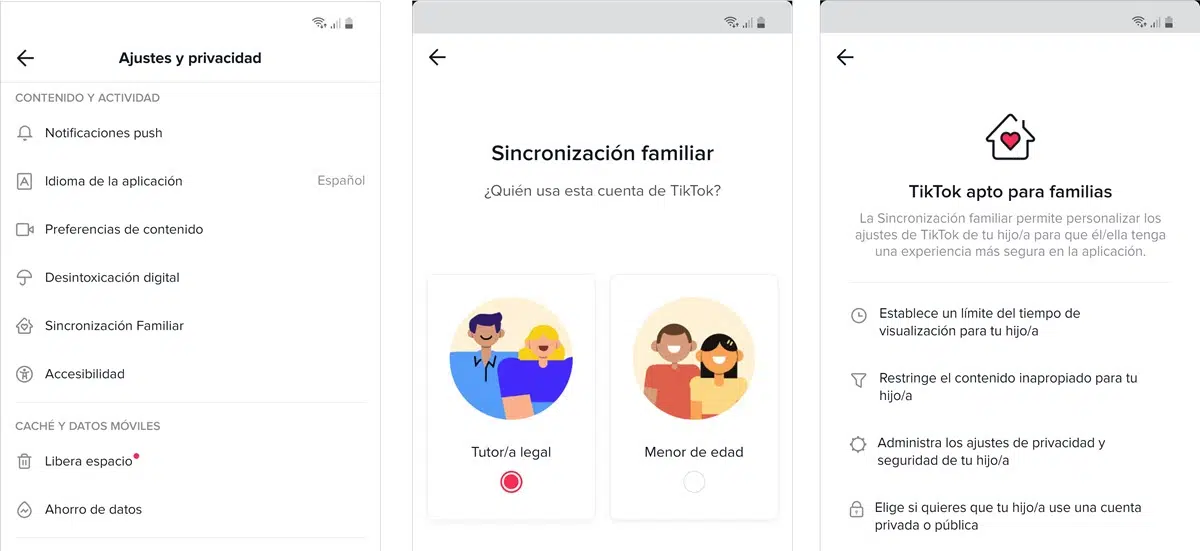 Ajustes y privacidad
CONTENIDO Y ACTIVIDAD
Notificaciones push
Idioma de la aplicación Español
Preferencias de contenido
Desintoxicación digital
Sincronización Familiar
Accesibilidad
CACHÉ Y DATOS MÓVILES
Libera espacio
Ahorro de datos
Sincronización familiar
¿Quién usa esta cuenta de TikTok?
Tutor/a legal
Menor de edad
TikTok apto para familias
La Sincronización familiar permite personalizar los
ajustes de TikTok de tu hijo/a para que él/ella tenga
una experiencia más segura en la aplicación.
Establece un límite del tiempo de
visualización para tu hijo/a
Restringe el contenido inapropiado para tu
hijo/a
Administra los ajustes de privacidad y
seguridad de tu hijo/a
Elige si quieres que tu hijo/a use una cuenta
privada o pública